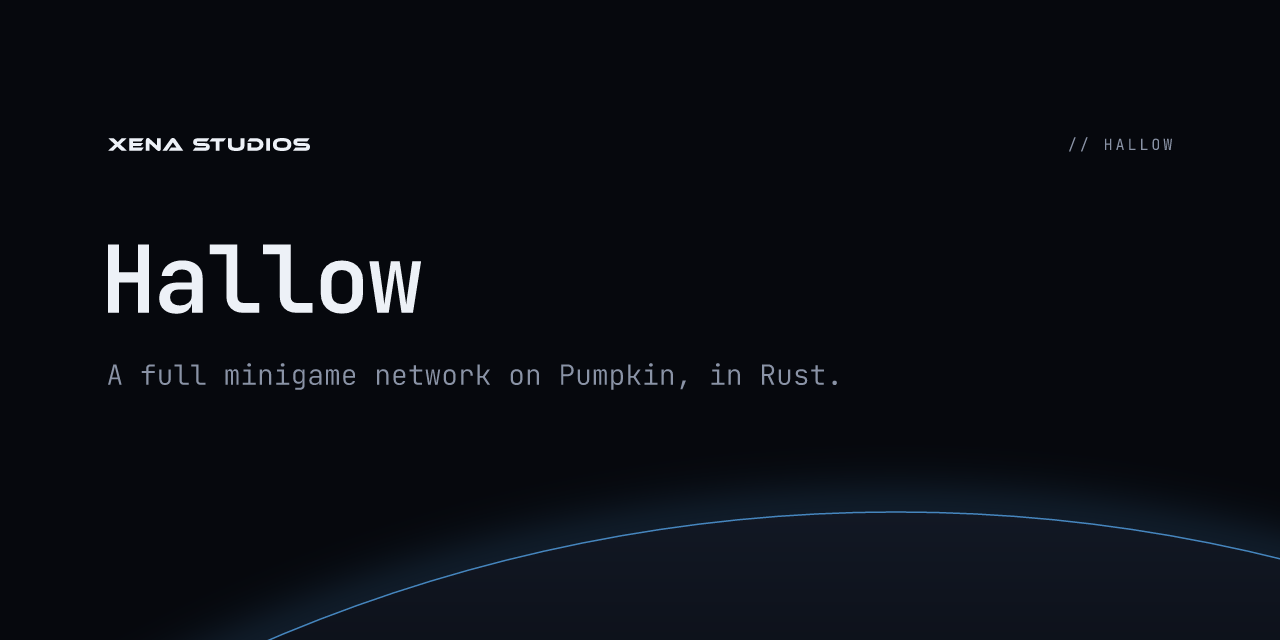 XENA STUDIOS
// HALLOW
Hallow
A full minigame network on Pumpkin, in Rust.